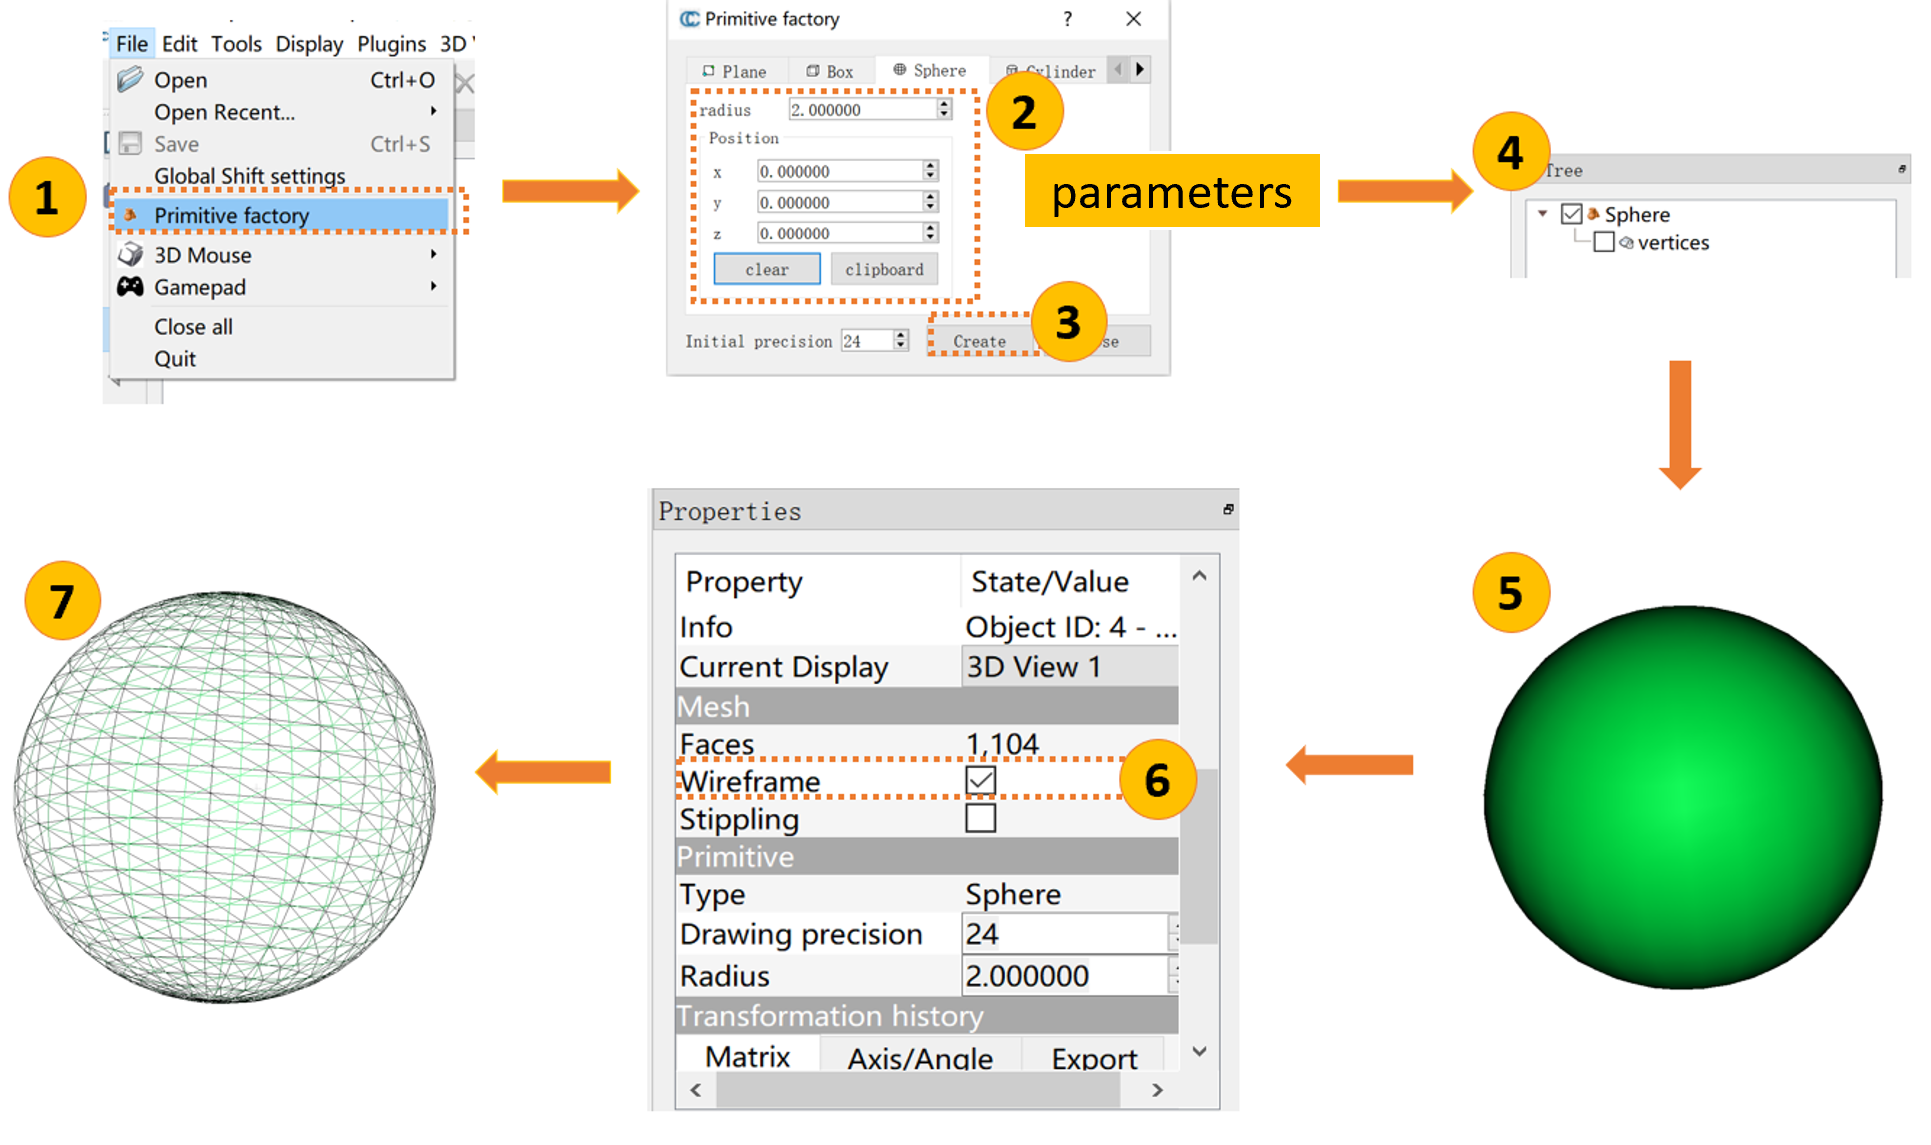 File Edit Tools Display Plugins 3D
Open Ctrl+O
Open Recent...
Save Ctrl+S
Global Shift settings
1
Primitive factory
3D Mouse
Gamepad
Close all
Quit
Primitive factory ?
Plane Box Sphere Cylinder
radius 2.000000
2
Position
x 0.000000
y 0.000000
z 0.000000
clear clipboard
parameters
3
Initial precision 24 Create
4
Tree
Sphere
vertices
5
Properties
Property State/Value
Info Object ID: 4 - ...
Current Display 3D View 1
Mesh
Faces 1,104
Wireframe
6
Stippling
Primitive
Type Sphere
Drawing precision 24
Radius 2.000000
Transformation history
Matrix Axis/Angle Export
7